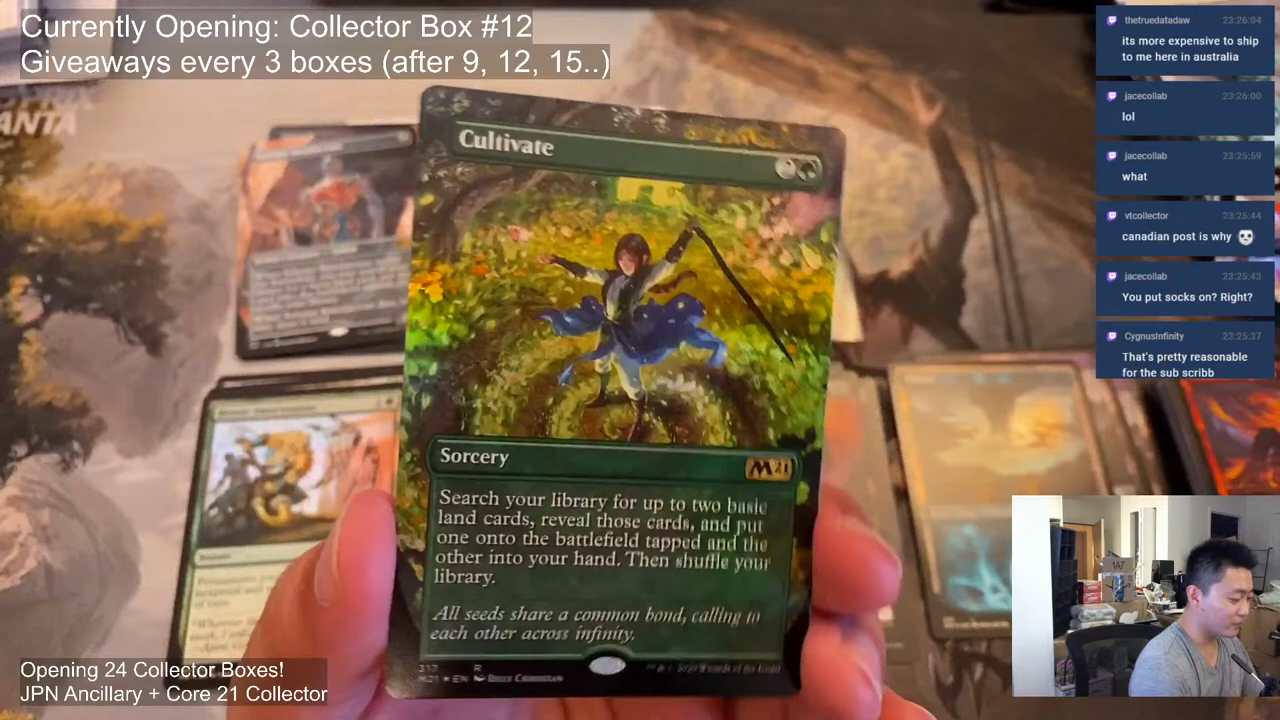 Currently Opening: Collector Box #12
Giveaways every 3 boxes (after 9, 12, 15..)
ANTA
Cultivate
Sorcery
M21
Search your library for up to two basic
land cards, reveal those cards, and put
one onto the battlefield tapped and the
other into your hand. Then shuffle your
library.
All seeds share a common bond, calling to
each other across infinity.
317 R
M21 EN
Opening 24 Collector Boxes!
JPN Ancillary + Core 21 Collector
thetruedatadaw 23:26:04
its more expensive to ship
to me here in australia
jacecollab 23:26:00
lol
jacecollab 23:25:59
what
vtcollector 23:25:44
canadian post is why
jacecollab 23:25:43
You put socks on? Right?
CygnusInfinity 23:25:37
That's pretty reasonable
for the sub scribb
1A7